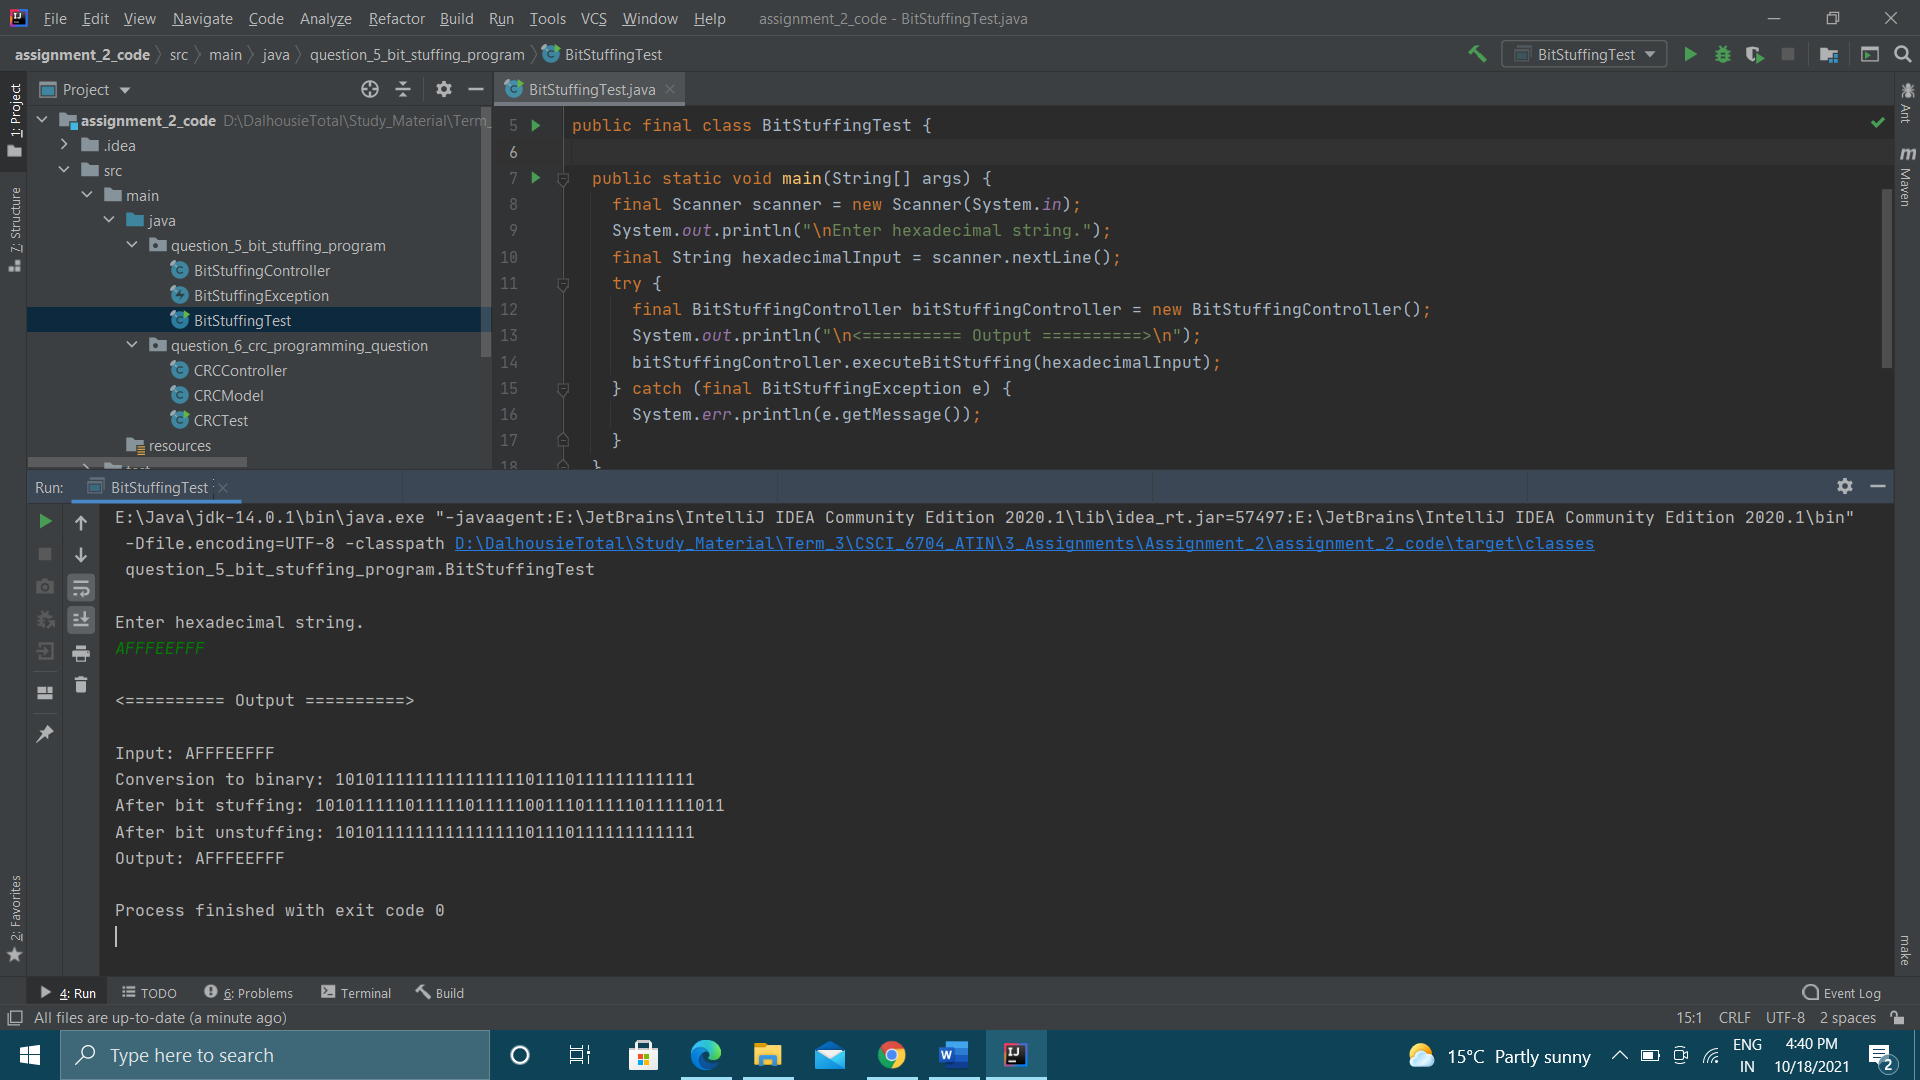 File Edit View Navigate Code Analyze Refactor Build Run Tools VCS Window Help assignment_2_code - BitStuffingTest.java
assignment_2_code src main java question_5_bit_stuffing_program BitStuffingTest BitStuffingTest
1: Project
7: Structure
2: Favorites
Project
assignment_2_code D:\DalhousieTotal\Study_Material\Term_
.idea
src
main
java
question_5_bit_stuffing_program
BitStuffingController
BitStuffingException
BitStuffingTest
question_6_crc_programming_question
CRCController
CRCModel
CRCTest
resources
BitStuffingTest.java
5 public final class BitStuffingTest {
6
7 public static void main(String[] args) {
8 final Scanner scanner = new Scanner(System.in);
9 System.out.println("\nEnter hexadecimal string.");
10 final String hexadecimalInput = scanner.nextLine();
11 try {
12 final BitStuffingController bitStuffingController = new BitStuffingController();
13 System.out.println("\n<========== Output ==========>\n");
14 bitStuffingController.executeBitStuffing(hexadecimalInput);
15 } catch (final BitStuffingException e) {
16 System.err.println(e.getMessage());
17 }
18 }
Ant
Maven
make
Run: BitStuffingTest
E:\Java\jdk-14.0.1\bin\java.exe "-javaagent:E:\JetBrains\IntelliJ IDEA Community Edition 2020.1\lib\idea_rt.jar=57497:E:\JetBrains\IntelliJ IDEA Community Edition 2020.1\bin"
-Dfile.encoding=UTF-8 -classpath D:\DalhousieTotal\Study_Material\Term_3\CSCI_6704_ATIN\3_Assignments\Assignment_2\assignment_2_code\target\classes
question_5_bit_stuffing_program.BitStuffingTest
Enter hexadecimal string.
AFFFEEFFF
<========== Output ==========>
Input: AFFFEEFFF
Conversion to binary: 101011111111111111101110111111111111
After bit stuffing: 10101111101111101111100111011111011111011
After bit unstuffing: 101011111111111111101110111111111111
Output: AFFFEEFFF
Process finished with exit code 0
4: Run TODO 6: Problems Terminal Build Event Log
All files are up-to-date (a minute ago) 15:1 CRLF UTF-8 2 spaces
Type here to search 15°C Partly sunny ENG IN 4:40 PM 10/18/2021 2